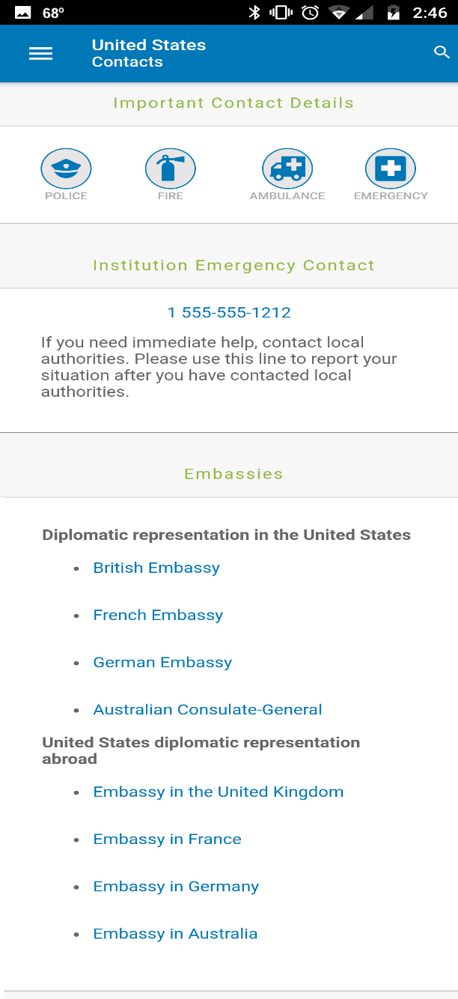 68º 2:46
United States
Contacts
Important Contact Details
POLICE FIRE AMBULANCE EMERGENCY
Institution Emergency Contact
1 555-555-1212
If you need immediate help, contact local
authorities. Please use this line to report your
situation after you have contacted local
authorities.
Embassies
Diplomatic representation in the United States
• British Embassy
• French Embassy
• German Embassy
• Australian Consulate-General
United States diplomatic representation
abroad
• Embassy in the United Kingdom
• Embassy in France
• Embassy in Germany
• Embassy in Australia